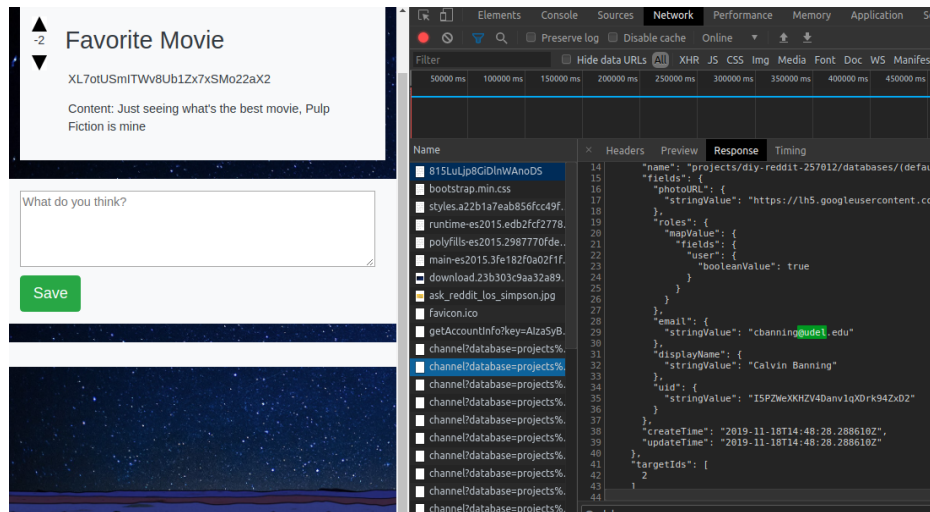 -2
Favorite Movie
XL7otUSmITWv8Ub1Zx7xSMo22aX2
Content: Just seeing what's the best movie, Pulp
Fiction is mine
What do you think?
Save
Elements Console Sources Network Performance Memory Application S
Preserve log Disable cache Online
Filter Hide data URLs All XHR JS CSS Img Media Font Doc WS Manifes
50000 ms 100000 ms 150000 ms 200000 ms 250000 ms 300000 ms 350000 ms 400000 ms 450000 ms
Name
× Headers Preview Response Timing
815LuLjp8GiDlnWAnoDS
bootstrap.min.css
styles.a22b1a7eab856fcc49f.
runtime-es2015.edb2fcf2778.
polyfills-es2015.2987770fde..
main-es2015.3fe182f0a02f1f.
download.23b303c9aa32a89.
ask_reddit_los_simpson.jpg
favicon.ico
getAccountInfo?key=AIzaSyB.
channel?database=projects%.
channel?database=projects%.
channel?database=projects%.
channel?database=projects%.
channel?database=projects%.
channel?database=projects%.
channel?database=projects%.
channel?database=projects%.
channel?database=projects%.
channel?database=projects%.
14 "name": "projects/diy-reddit-257012/databases/(defau
15 "fields": {
16 "photoURL": {
17 "stringValue": "https://lh5.googleusercontent.co
18 },
19 "roles": {
20 "mapValue": {
21 "fields": {
22 "user": {
23 "booleanValue": true
24 }
25 }
26 }
27 },
28 "email": {
29 "stringValue": "cbanning@udel.edu"
30 },
31 "displayName": {
32 "stringValue": "Calvin Banning"
33 },
34 "uid": {
35 "stringValue": "I5PZWeXKHZV4Danv1qXDrk94ZxD2"
36 }
37 },
38 "createTime": "2019-11-18T14:48:28.288610Z",
39 "updateTime": "2019-11-18T14:48:28.288610Z"
40 },
41 "targetIds": [
42 2
43 ]
44